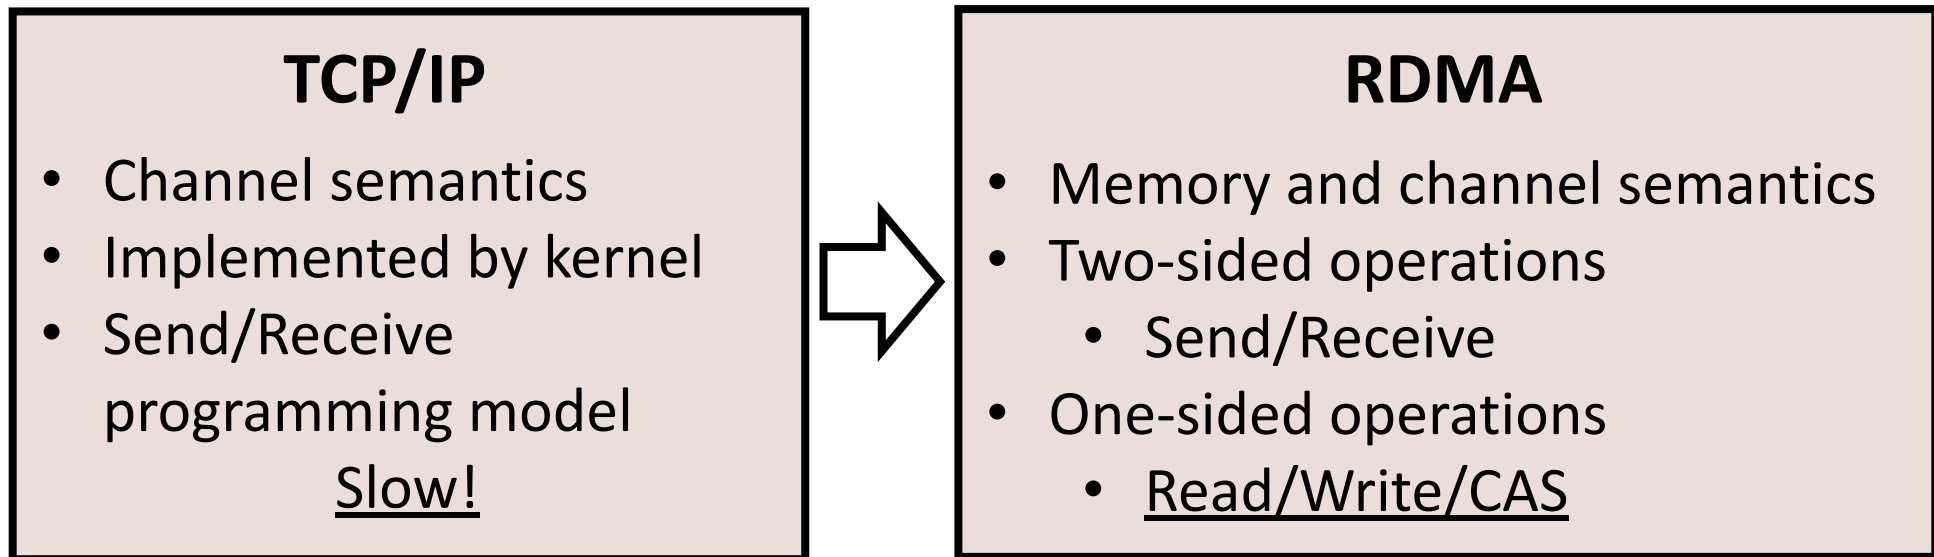 TCP/IP
• Channel semantics
• Implemented by kernel
• Send/Receive
programming model
Slow!
RDMA
• Memory and channel semantics
• Two-sided operations
• Send/Receive
• One-sided operations
• Read/Write/CAS